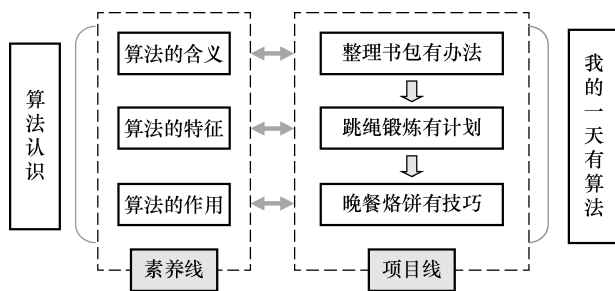 算法认识
算法的含义
算法的特征
算法的作用
素养线
整理书包有办法
跳绳锻炼有计划
晚餐烙饼有技巧
项目线
我的一天有算法